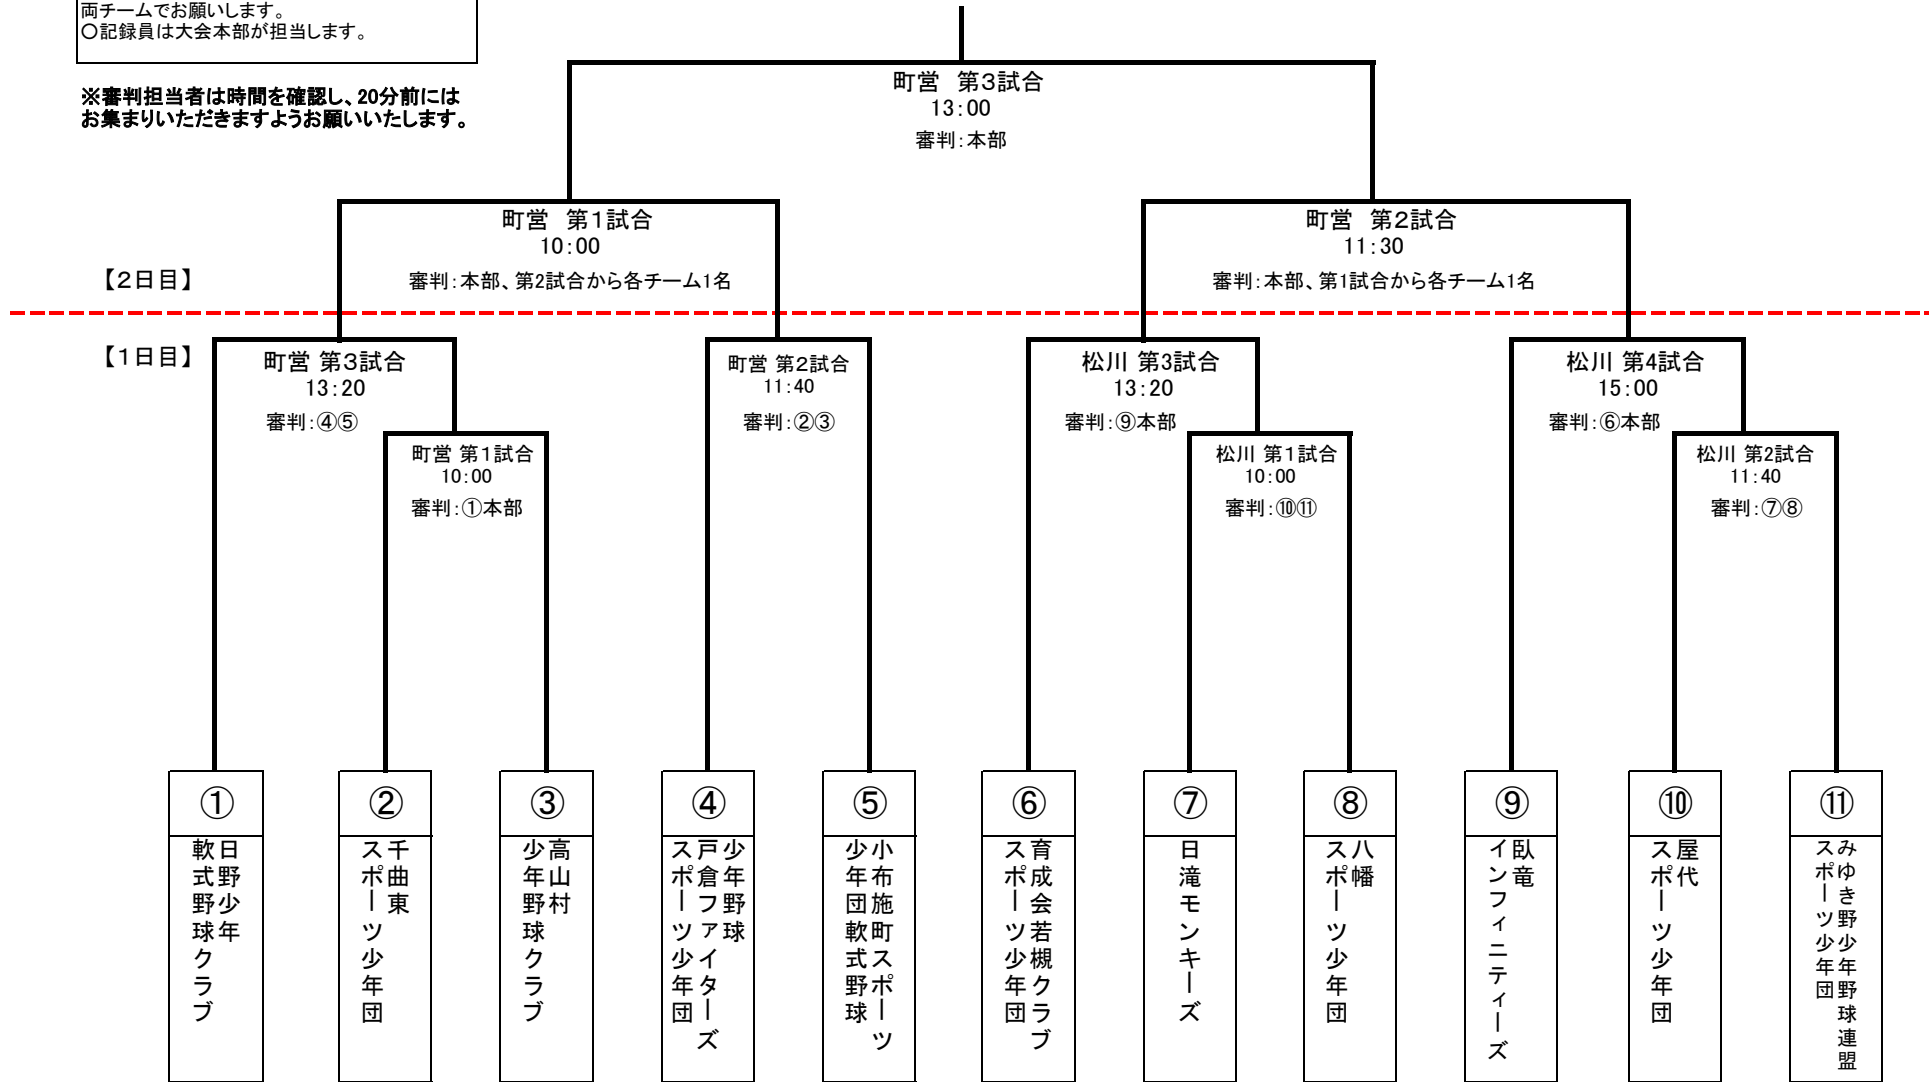 両チームでお願いします。
〇記録員は大会本部が担当します。
※審判担当者は時間を確認し、20分前には
お集まりいただきますようお願いいたします。
町営　第3試合
13:00
審判:本部
町営　第1試合
10:00
審判:本部、第2試合から各チーム1名
町営　第2試合
11:30
審判:本部、第1試合から各チーム1名
【2日目】
【1日目】
町営 第3試合
13:20
審判:④⑤
町営 第2試合
11:40
審判:②③
松川 第3試合
13:20
審判:⑨本部
松川 第4試合
15:00
審判:⑥本部
町営 第1試合
10:00
審判:①本部
松川 第1試合
10:00
審判:⑩⑪
松川 第2試合
11:40
審判:⑦⑧
①
日野少年
軟式野球クラブ
②
千曲東
スポーツ少年団
③
高山村
少年野球クラブ
④
少年野球
戸倉ファイターズ
スポーツ少年団
⑤
小布施町スポーツ
少年団軟式野球
⑥
育成会若槻クラブ
スポーツ少年団
⑦
日滝モンキーズ
⑧
八幡
スポーツ少年団
⑨
臥竜
インフィニティーズ
⑩
屋代
スポーツ少年団
⑪
みゆき野少年野球連盟
スポーツ少年団